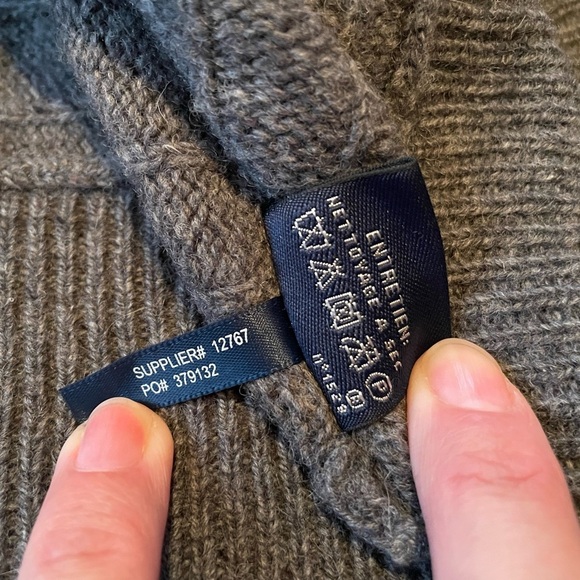 SUPPLIER# 12767
PO# 379132
ENTRETIEN:
NETTOYAGE A SEC
P